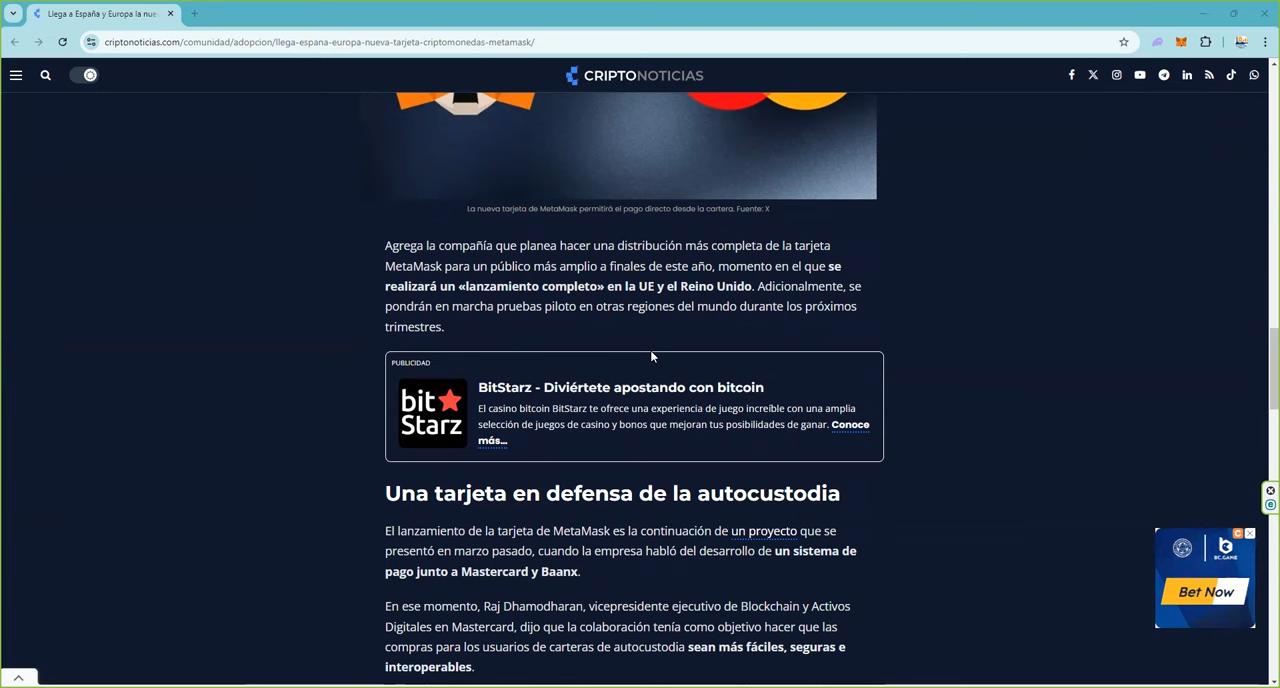 Llega a España y Europa la nue
criptonoticias.com/comunidad/adopcion/llega-espana-europa-nueva-tarjeta-criptomonedas-metamask/
CRIPTONOTICIAS
La nueva tarjeta de MetaMask permitirá el pago directo desde la cartera. Fuente: X
Agrega la compañía que planea hacer una distribución más completa de la tarjeta
MetaMask para un público más amplio a finales de este año, momento en el que se
realizará un «lanzamiento completo» en la UE y el Reino Unido. Adicionalmente, se
pondrán en marcha pruebas piloto en otras regiones del mundo durante los próximos
trimestres.
PUBLICIDAD
bit
Starz
BitStarz - Diviértete apostando con bitcoin
El casino bitcoin BitStarz te ofrece una experiencia de juego increíble con una amplia
selección de juegos de casino y bonos que mejoran tus posibilidades de ganar. Conoce
más...
Una tarjeta en defensa de la autocustodia
El lanzamiento de la tarjeta de MetaMask es la continuación de un proyecto que se
presentó en marzo pasado, cuando la empresa habló del desarrollo de un sistema de
pago junto a Mastercard y Baanx.
En ese momento, Raj Dhamodharan, vicepresidente ejecutivo de Blockchain y Activos
Digitales en Mastercard, dijo que la colaboración tenía como objetivo hacer que las
compras para los usuarios de carteras de autocustodia sean más fáciles, seguras e
interoperables.
BC.GAME
Bet Now